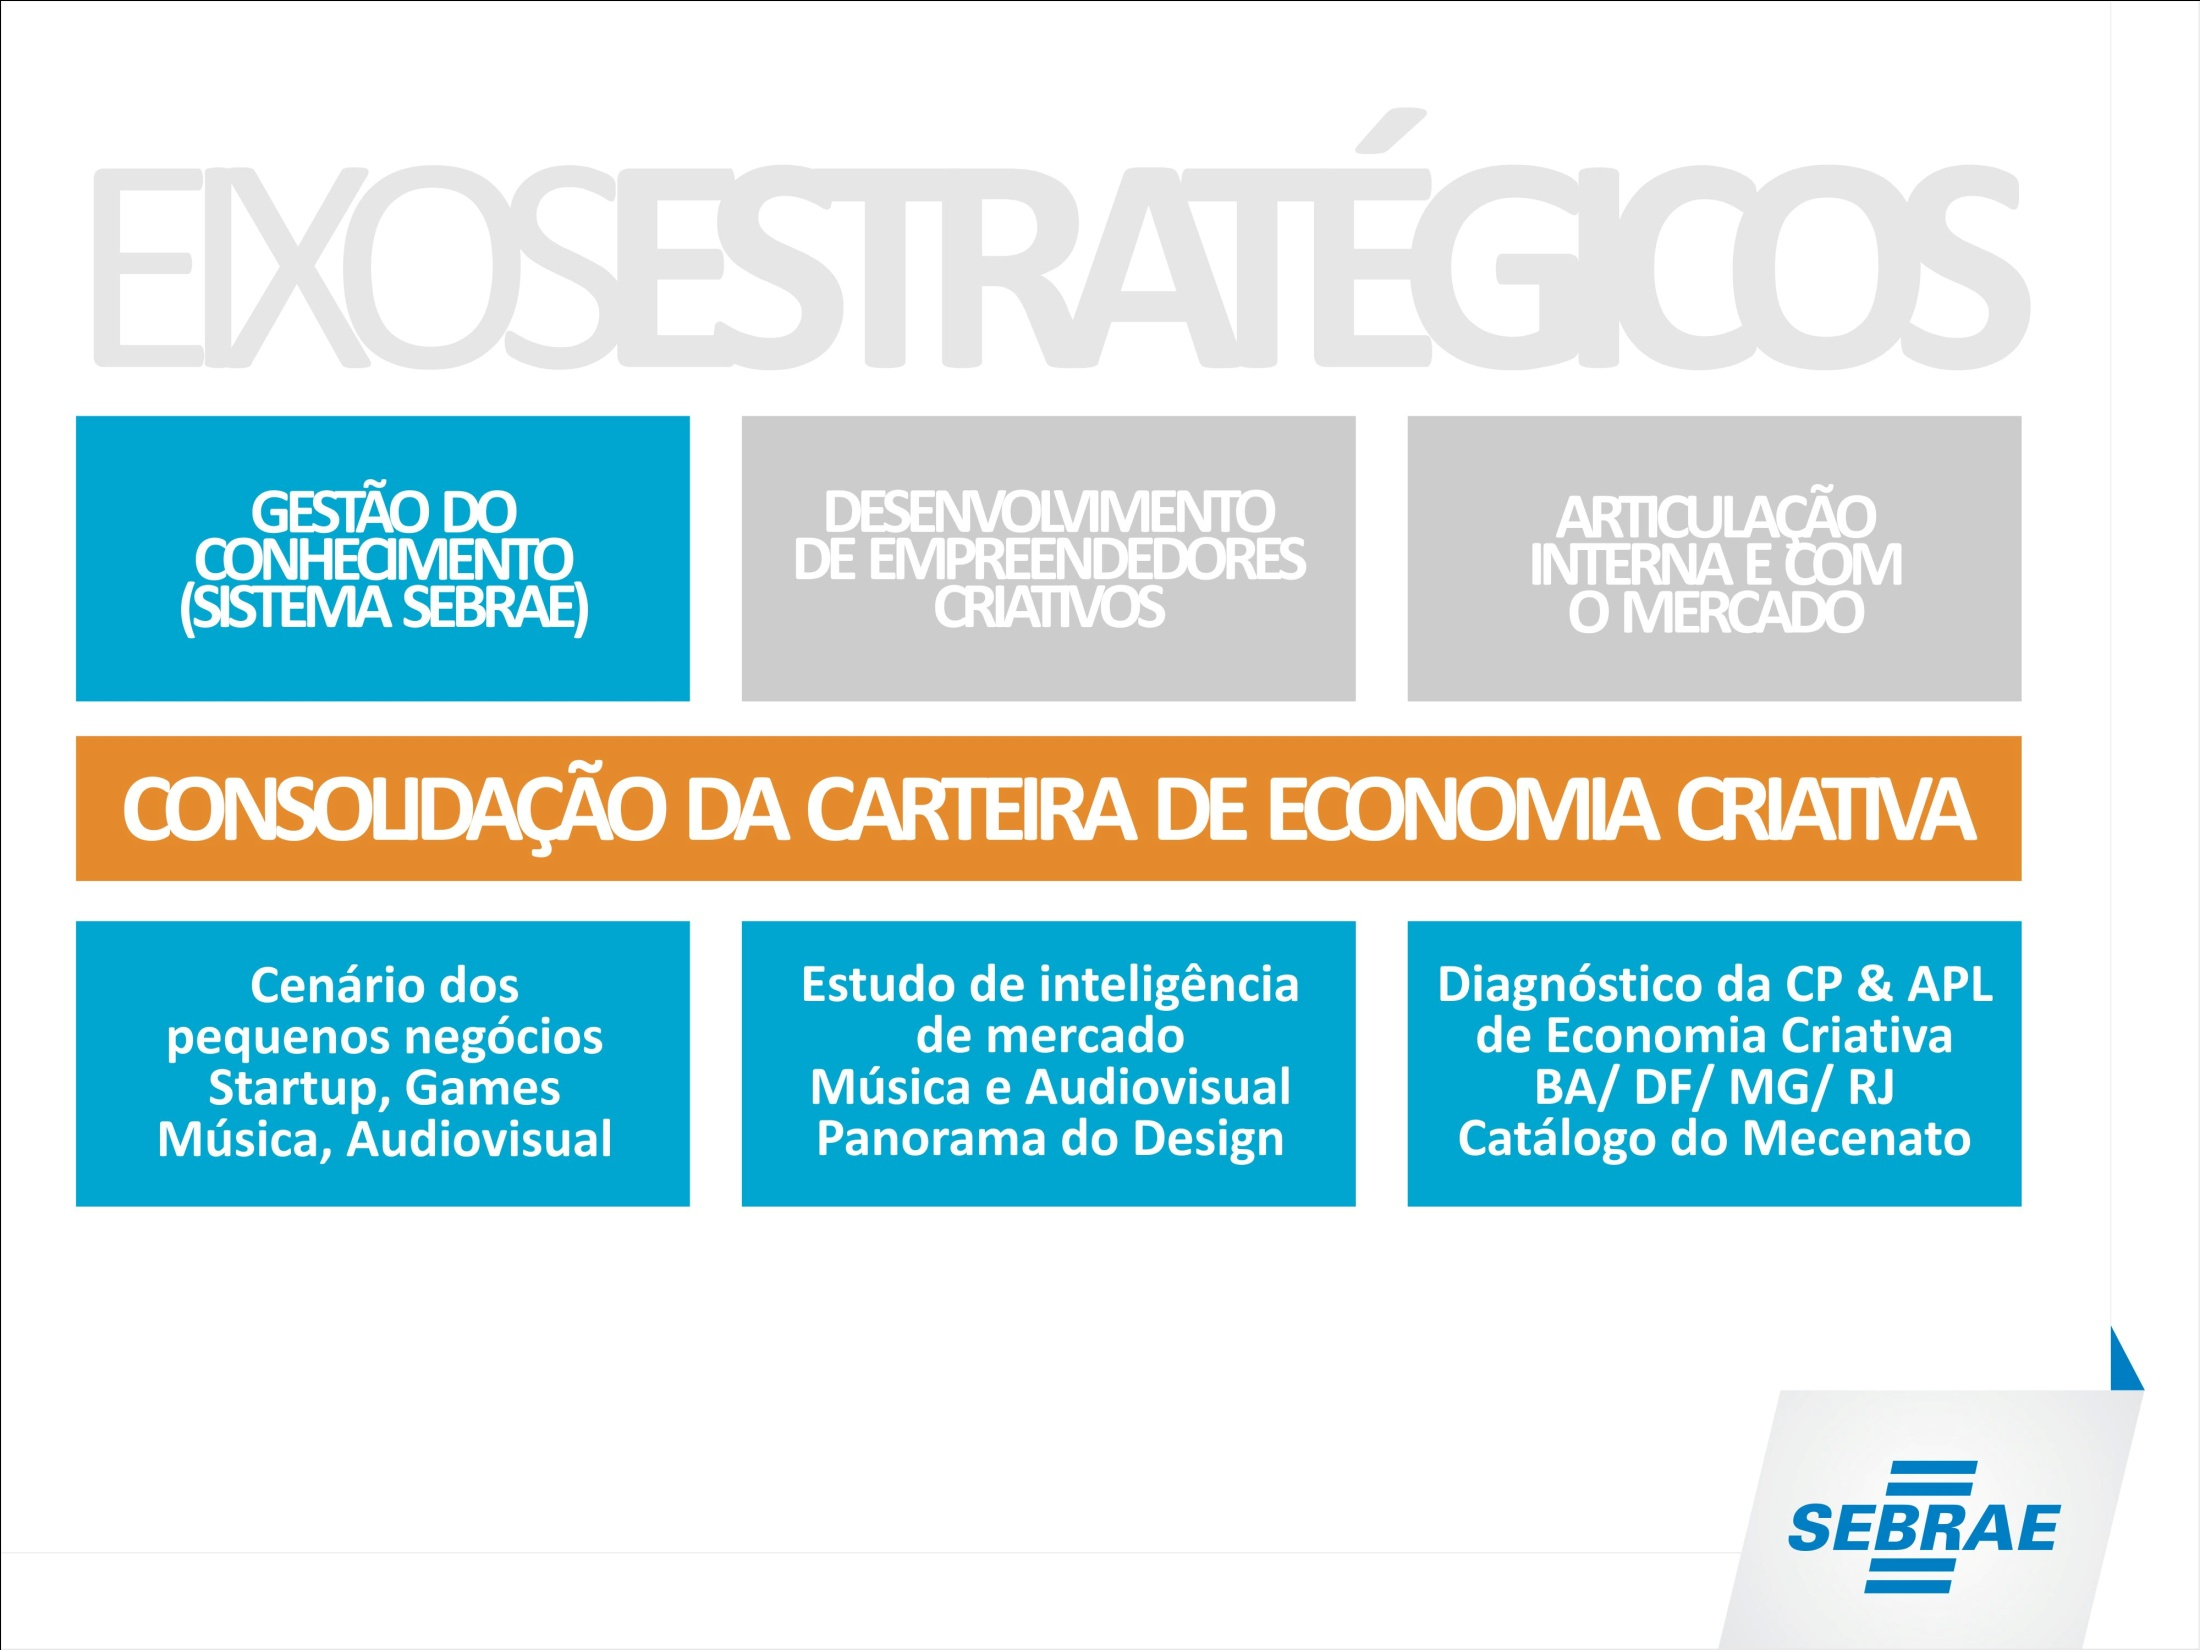 EIXOSESTRATÉGICOS
GESTÃO DO
CONHECIMENTO
(SISTEMA SEBRAE)
DESENVOLVIMENTO
DE EMPREENDEDORES
CRIATIVOS
ARTICULAÇÃO
INTERNA E COM
O MERCADO
CONSOLIDAÇÃO DA CARTEIRA DE ECONOMIA CRIATIVA
Cenário dos
pequenos negócios
Startup, Games
Música, Audiovisual
Estudo de inteligência
de mercado
Música e Audiovisual
Panorama do Design
Diagnóstico da CP & APL
de Economia Criativa
BA/ DF/ MG/ RJ
Catálogo do Mecenato
SEBRAE